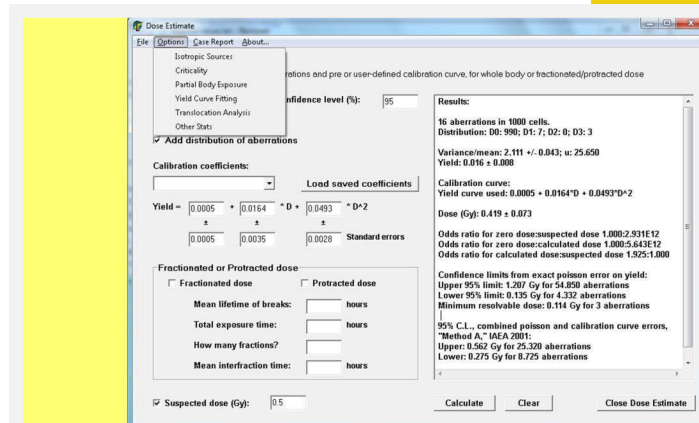 Dose Estimate
File Options Case Report About...
Isotropic Sources
Criticality
Partial Body Exposure
Yield Curve Fitting
Translocation Analysis
Other Stats
rations and pre or user-defined calibration curve, for whole body or fractionated/protracted dose
nfidence level (%): 95
Add distribution of aberrations
Calibration coefficients:
Load saved coefficients
Yield = 0.0005 + 0.0164 * D + 0.0493 * D^2
± ± ±
0.0005 0.0035 0.0028 Standard errors
Fractionated or Protracted dose
Fractionated dose Protracted dose
Mean lifetime of breaks: hours
Total exposure time: hours
How many fractions?
Mean interfraction time: hours
Suspected dose (Gy): 0.5
Results:
16 aberrations in 1000 cells.
Distribution: D0: 990; D1: 7; D2: 0; D3: 3
Variance/mean: 2.111 +/- 0.043; u: 25.650
Yield: 0.016 ± 0.008
Calibration curve:
Yield curve used: 0.0005 + 0.0164*D + 0.0493*D^2
Dose (Gy): 0.419 ± 0.073
Odds ratio for zero dose:suspected dose 1.000:2.931E12
Odds ratio for zero dose:calculated dose 1.000:5.643E12
Odds ratio for calculated dose:suspected dose 1.925:1.000
Confidence limits from exact poisson error on yield:
Upper 95% limit: 1.207 Gy for 54.850 aberrations
Lower 95% limit: 0.135 Gy for 4.332 aberrations
Minimum resolvable dose: 0.114 Gy for 3 aberrations
95% C.L., combined poisson and calibration curve errors,
"Method A," IAEA 2001:
Upper: 0.562 Gy for 25.320 aberrations
Lower: 0.275 Gy for 8.725 aberrations
Calculate Clear Close Dose Estimate